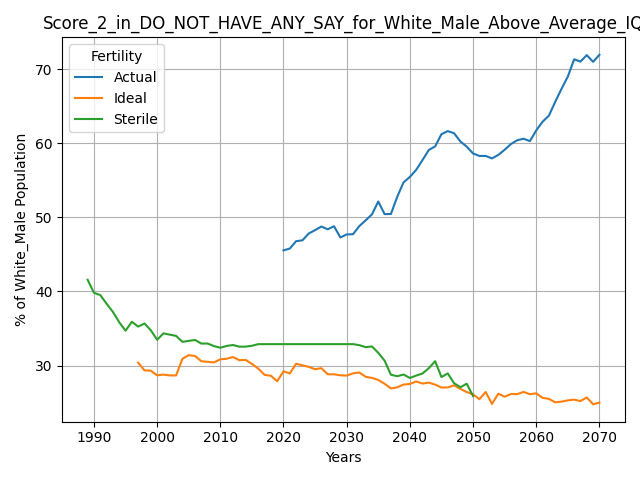 Score_2_in_DO_NOT_HAVE_ANY_SAY_for_White_Male_Above_Average_IQ
Fertility
Actual
Ideal
Sterile
70
60
50
40
30
% of White_Male Population
1990 2000 2010 2020 2030 2040 2050 2060 2070
Years